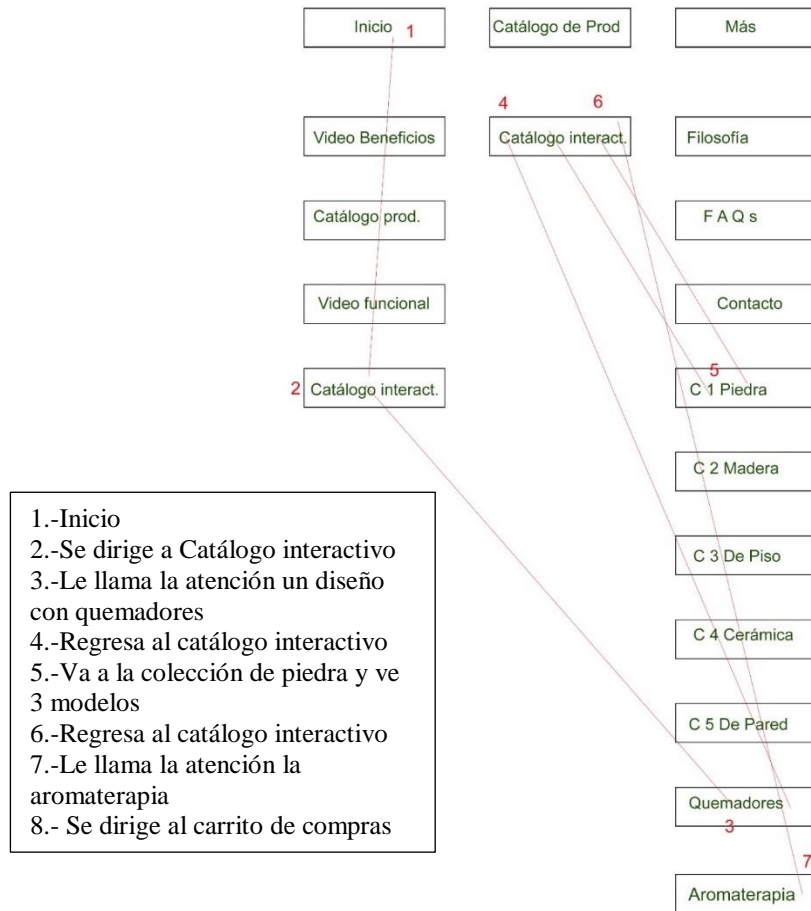 Inicio 1 Catálogo de Prod Más
4 6
Video Beneficios Catálogo interact. Filosofía
Catálogo prod. F A Q s
Video funcional Contacto
5
2 Catálogo interact. C 1 Piedra
C 2 Madera
C 3 De Piso
C 4 Cerámica
C 5 De Pared
Quemadores
3
7
Aromaterapia
1.-Inicio
2.-Se dirige a Catálogo interactivo
3.-Le llama la atención un diseño
con quemadores
4.-Regresa al catálogo interactivo
5.-Va a la colección de piedra y ve
3 modelos
6.-Regresa al catálogo interactivo
7.-Le llama la atención la
aromaterapia
8.- Se dirige al carrito de compras